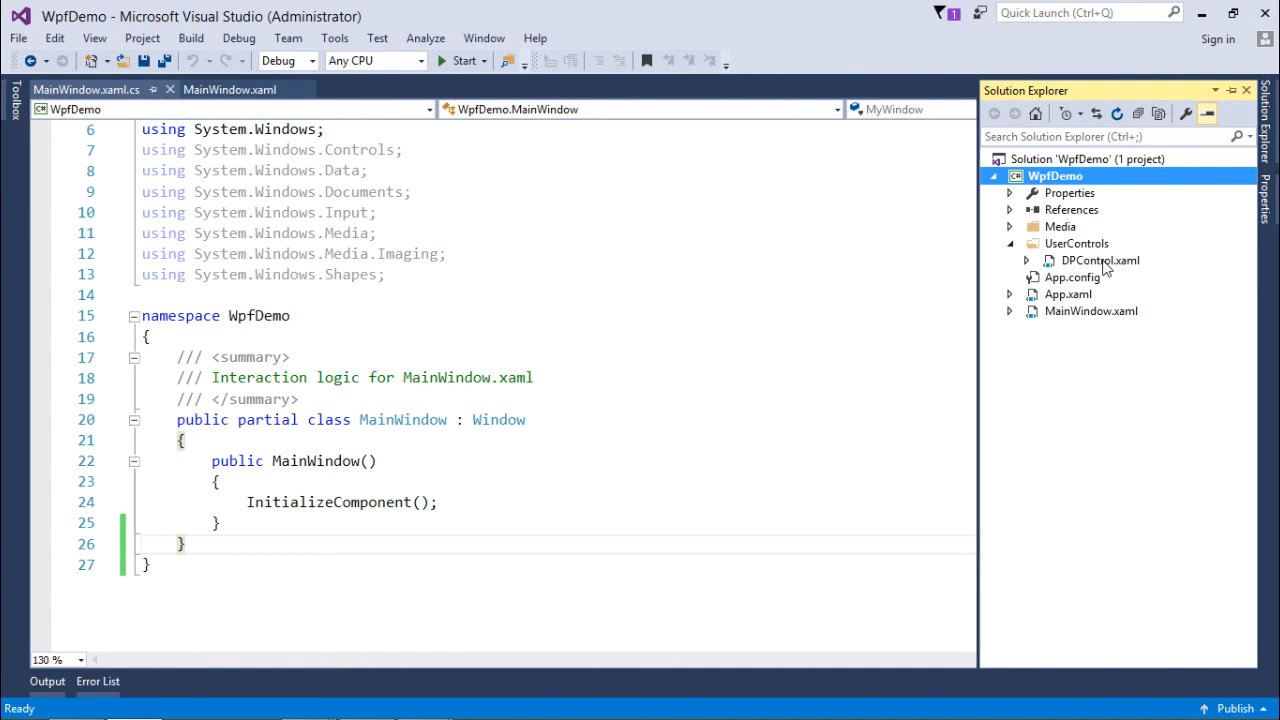 WpfDemo - Microsoft Visual Studio (Administrator)
1
Quick Launch (Ctrl+Q)
File Edit View Project Build Debug Team Tools Test Analyze Window Help
Sign in
Debug Any CPU Start
Toolbox
MainWindow.xaml.cs MainWindow.xaml
WpfDemo WpfDemo.MainWindow MyWindow
6 using System.Windows;
7 using System.Windows.Controls;
8 using System.Windows.Data;
9 using System.Windows.Documents;
10 using System.Windows.Input;
11 using System.Windows.Media;
12 using System.Windows.Media.Imaging;
13 using System.Windows.Shapes;
14
15 namespace WpfDemo
16 {
17 /// <summary>
18 /// Interaction logic for MainWindow.xaml
19 /// </summary>
20 public partial class MainWindow : Window
21 {
22 public MainWindow()
23 {
24 InitializeComponent();
25 }
26 }
27 }
130 %
Solution Explorer
Search Solution Explorer (Ctrl+;)
Solution 'WpfDemo' (1 project)
C# WpfDemo
Properties
References
Media
UserControls
DPControl.xaml
App.config
App.xaml
MainWindow.xaml
Solution Explorer
Properties
Output Error List
Ready
Publish